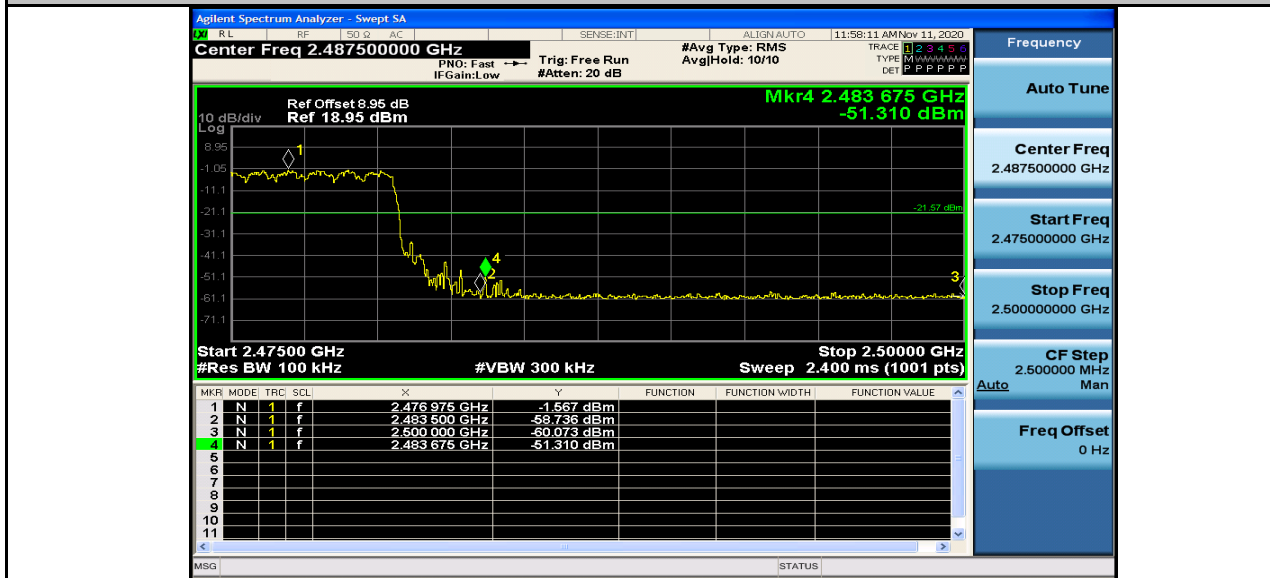 Agilent Spectrum Analyzer - Swept SA
LXI RL RF 50 Ω AC SENSE:INT ALIGN AUTO 11:58:11 AM Nov 11, 2020
Center Freq 2.487500000 GHz
PNO: Fast
IFGain:Low
Trig: Free Run
#Atten: 20 dB
#Avg Type: RMS
Avg|Hold: 10/10
TRACE 1 2 3 4 5 6
TYPE M
DET P P P P P P
Frequency
Auto Tune
Center Freq
2.487500000 GHz
Start Freq
2.475000000 GHz
Stop Freq
2.500000000 GHz
CF Step
2.500000 MHz
Auto Man
Freq Offset
0 Hz
Mkr4 2.483 675 GHz
-51.310 dBm
Ref Offset 8.95 dB
10 dB/div Ref 18.95 dBm
Log
8.95
-1.05
-11.1
-21.1
-31.1
-41.1
-51.1
-61.1
-71.1
1
4
2
3
-21.57 dBm
Start 2.47500 GHz Stop 2.50000 GHz
#Res BW 100 kHz #VBW 300 kHz Sweep 2.400 ms (1001 pts)
MKR MODE TRC SCL X Y FUNCTION FUNCTION WIDTH FUNCTION VALUE
1 N 1 f 2.476 975 GHz -1.567 dBm
2 N 1 f 2.483 500 GHz -58.736 dBm
3 N 1 f 2.500 000 GHz -60.073 dBm
4 N 1 f 2.483 675 GHz -51.310 dBm
5
6
7
8
9
10
11
MSG STATUS